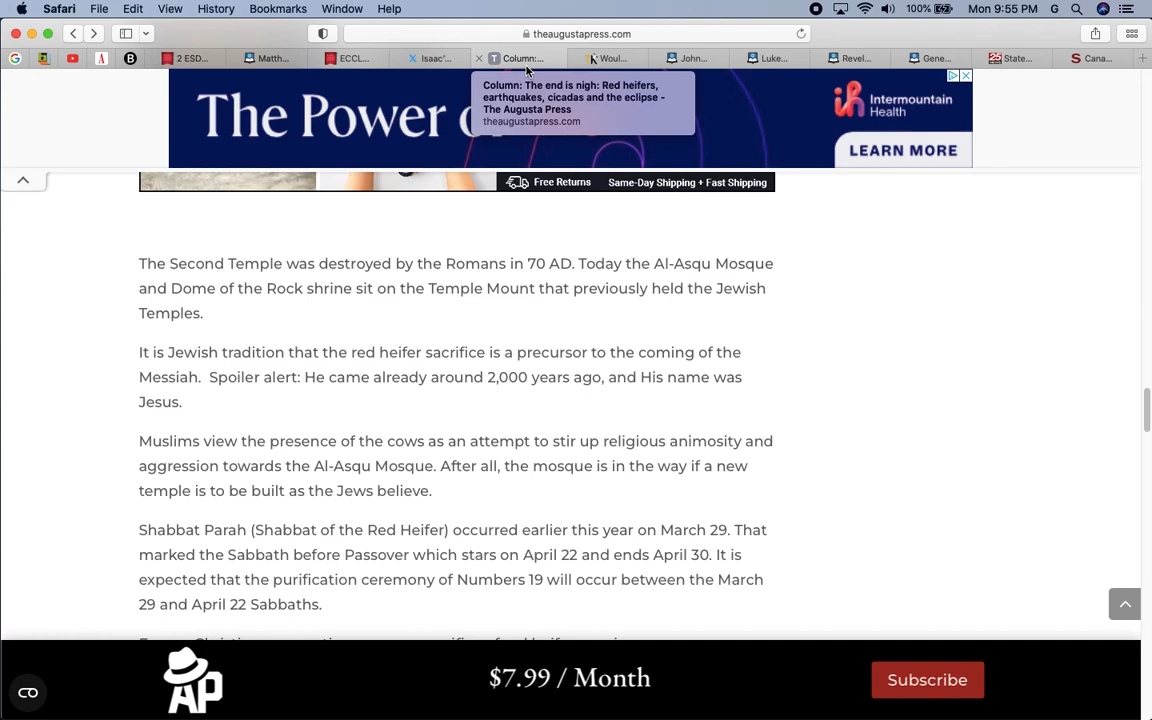 Safari File Edit View History Bookmarks Window Help 100% Mon 9:55 PM G
theaugustapress.com
G A B 2 ESD... Matth... ECCL... Isaac'... T Column:... Woul... John... Luke... Revel... Gene... State... Cana...
Column: The end is nigh: Red heifers,
earthquakes, cicadas and the eclipse -
The Augusta Press
theaugustapress.com
The Power o
Intermountain
Health
LEARN MORE
Free Returns Same-Day Shipping + Fast Shipping
The Second Temple was destroyed by the Romans in 70 AD. Today the Al-Asqu Mosque
and Dome of the Rock shrine sit on the Temple Mount that previously held the Jewish
Temples.
It is Jewish tradition that the red heifer sacrifice is a precursor to the coming of the
Messiah. Spoiler alert: He came already around 2,000 years ago, and His name was
Jesus.
Muslims view the presence of the cows as an attempt to stir up religious animosity and
aggression towards the Al-Asqu Mosque. After all, the mosque is in the way if a new
temple is to be built as the Jews believe.
Shabbat Parah (Shabbat of the Red Heifer) occurred earlier this year on March 29. That
marked the Sabbath before Passover which stars on April 22 and ends April 30. It is
expected that the purification ceremony of Numbers 19 will occur between the March
29 and April 22 Sabbaths.
AP
$7.99 / Month
Subscribe